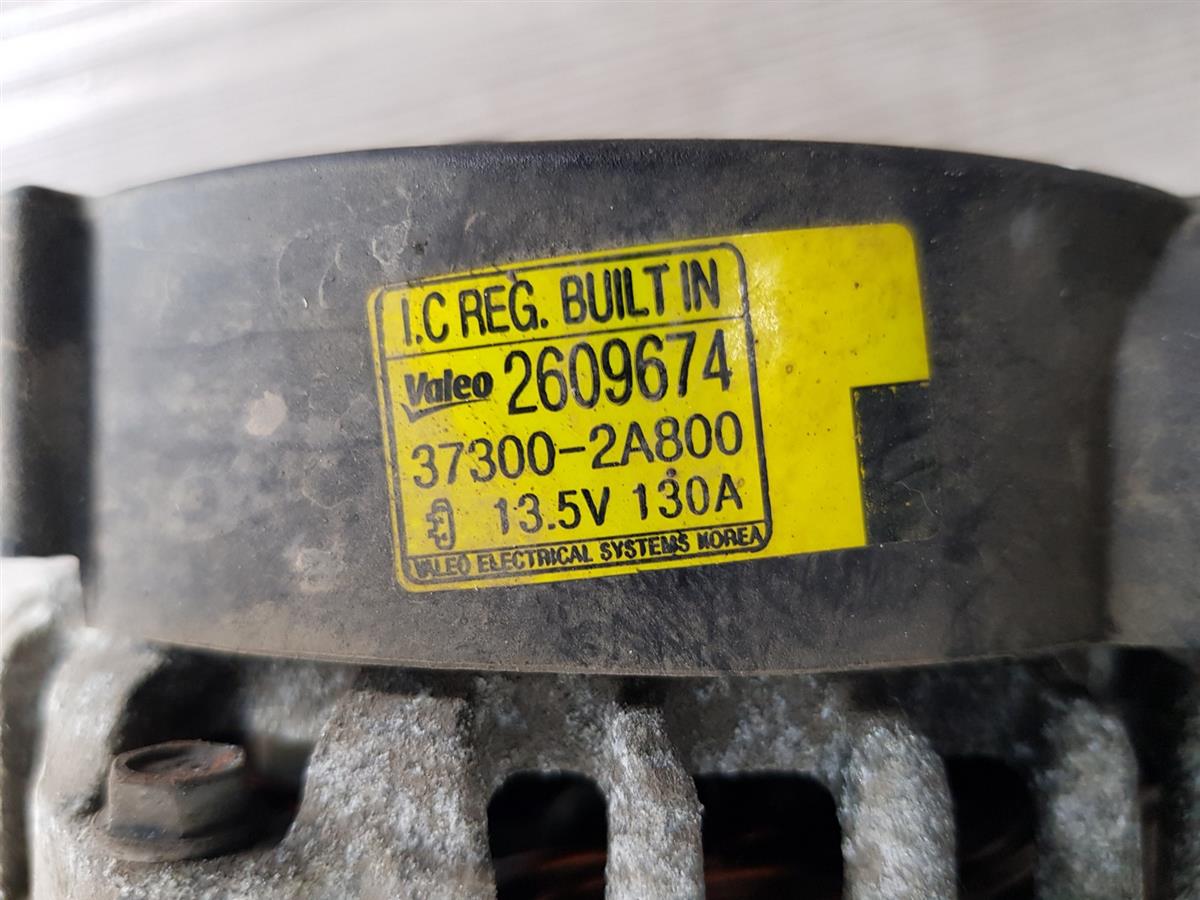 I.C REG. BUILT IN
Valeo 2609674
37300-2A800
13.5V 130A
VALEO ELECTRICAL SYSTEMS KOREA